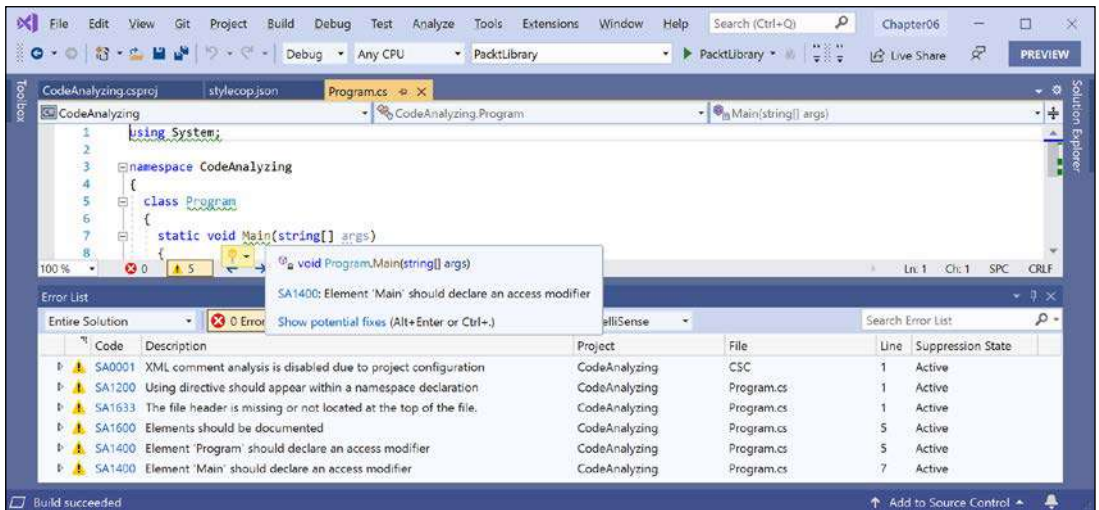 File Edit View Git Project Build Debug Test Analyze Tools Extensions Window Help Search (Ctrl+Q) Chapter06
Debug Any CPU PacktLibrary PacktLibrary Live Share PREVIEW
Toolbox
CodeAnalyzing.csproj stylecop.json Program.cs
Solution Explorer
CodeAnalyzing CodeAnalyzing.Program Main(string[] args)
1 using System;
2
3 namespace CodeAnalyzing
4 {
5 class Program
6 {
7 static void Main(string[] args)
8 {
void Program.Main(string[] args)
100 % 0 5 Ln: 1 Ch: 1 SPC CRLF
SA1400: Element 'Main' should declare an access modifier
Error List
Show potential fixes (Alt+Enter or Ctrl+.)
Entire Solution 0 Error elliSense Search Error List
Code Description Project File Line Suppression State
SA0001 XML comment analysis is disabled due to project configuration CodeAnalyzing CSC 1 Active
SA1200 Using directive should appear within a namespace declaration CodeAnalyzing Program.cs 1 Active
SA1633 The file header is missing or not located at the top of the file. CodeAnalyzing Program.cs 1 Active
SA1600 Elements should be documented CodeAnalyzing Program.cs 5 Active
SA1400 Element 'Program' should declare an access modifier CodeAnalyzing Program.cs 5 Active
SA1400 Element 'Main' should declare an access modifier CodeAnalyzing Program.cs 7 Active
Build succeeded Add to Source Control